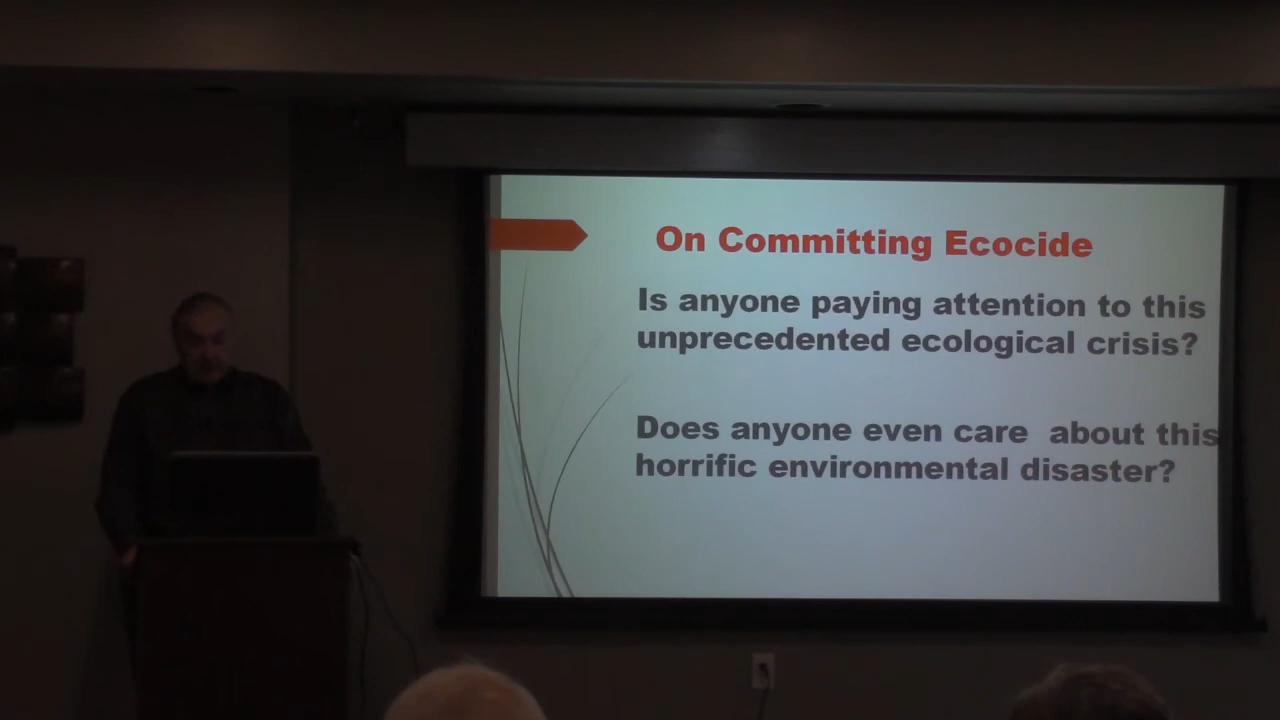 On Committing Ecocide
Is anyone paying attention to this
unprecedented ecological crisis?
Does anyone even care about this
horrific environmental disaster?